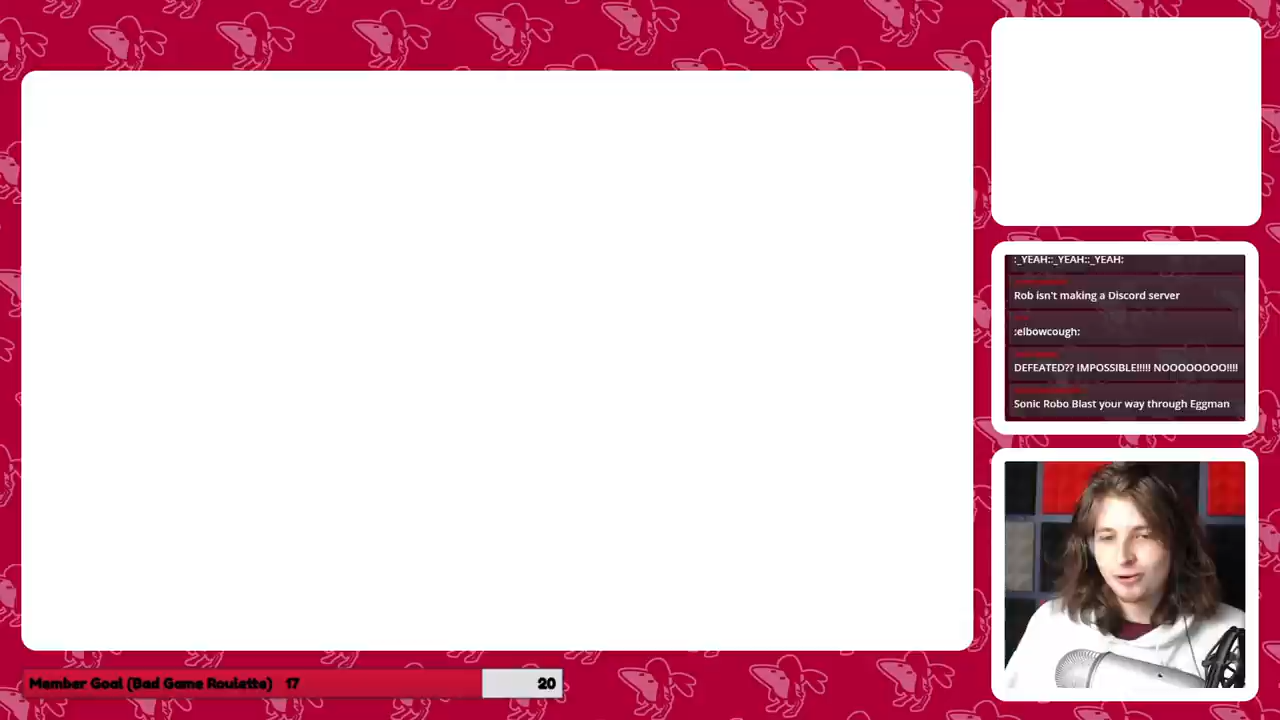 :_YEAH::_YEAH::_YEAH:
Rob isn't making a Discord server
:elbowcough:
DEFEATED?? IMPOSSIBLE!!!!! NOOOOOOOO!!!!
Sonic Robo Blast your way through Eggman
Member Goal (Bad Game Roulette) 17 20